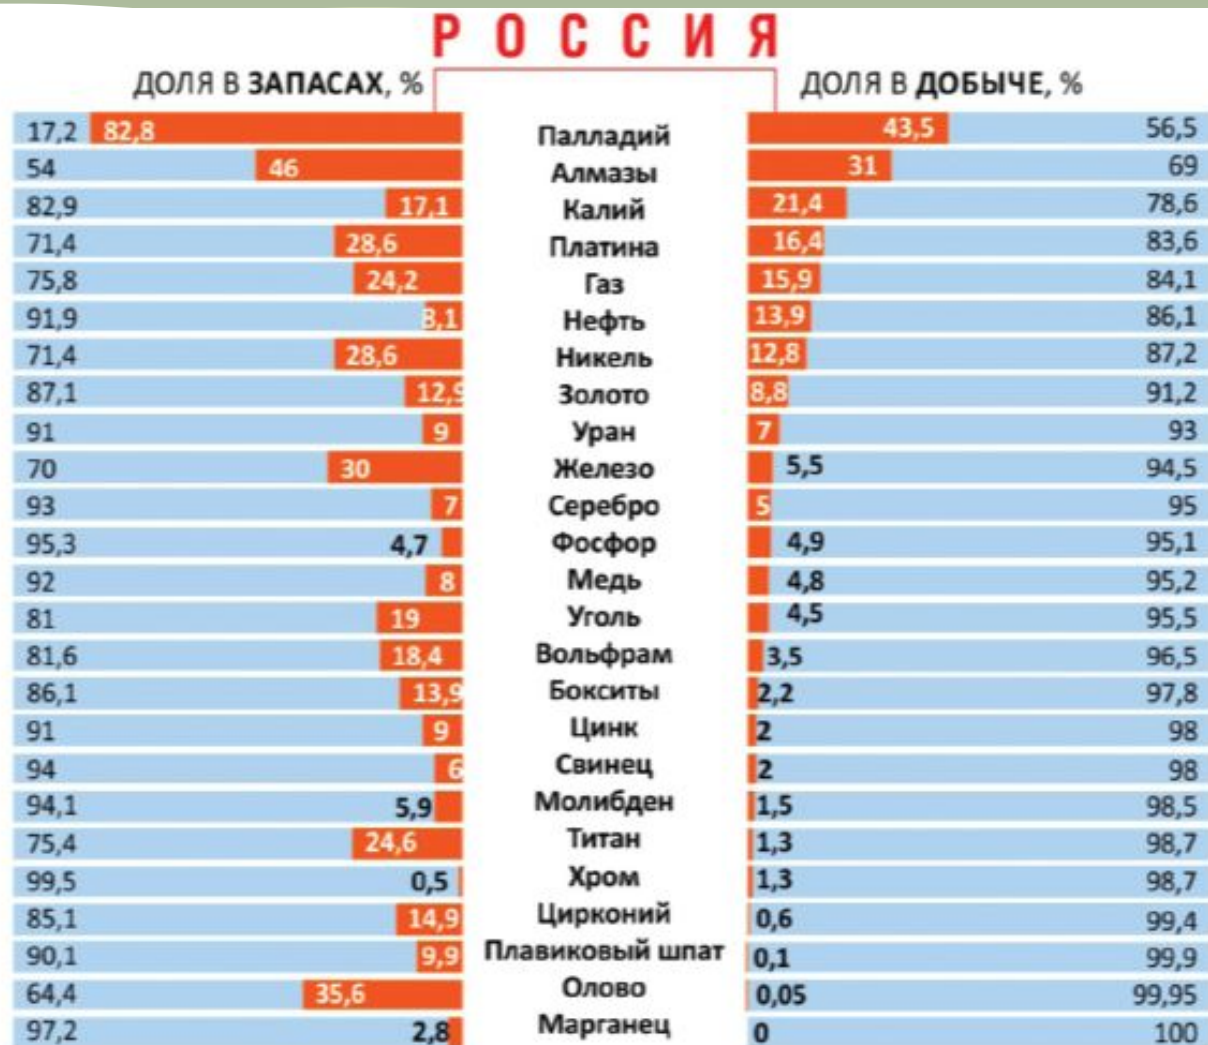 РОССИЯ
ДОЛЯ В ЗАПАСАХ, % ДОЛЯ В ДОБЫЧЕ, %
17,2 82,8 Палладий 43,5 56,5
54 46 Алмазы 31 69
82,9 17,1 Калий 21,4 78,6
71,4 28,6 Платина 16,4 83,6
75,8 24,2 Газ 15,9 84,1
91,9 8,1 Нефть 13,9 86,1
71,4 28,6 Никель 12,8 87,2
87,1 12,9 Золото 8,8 91,2
91 9 Уран 7 93
70 30 Железо 5,5 94,5
93 7 Серебро 5 95
95,3 4,7 Фосфор 4,9 95,1
92 8 Медь 4,8 95,2
81 19 Уголь 4,5 95,5
81,6 18,4 Вольфрам 3,5 96,5
86,1 13,9 Бокситы 2,2 97,8
91 9 Цинк 2 98
94 6 Свинец 2 98
94,1 5,9 Молибден 1,5 98,5
75,4 24,6 Титан 1,3 98,7
99,5 0,5 Хром 1,3 98,7
85,1 14,9 Цирконий 0,6 99,4
90,1 9,9 Плавиковый шпат 0,1 99,9
64,4 35,6 Олово 0,05 99,95
97,2 2,8 Марганец 0 100